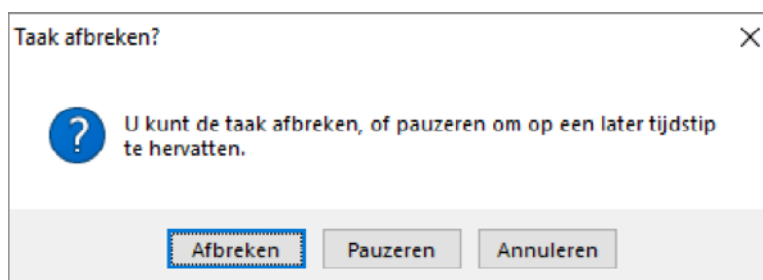 Taak afbreken?
U kunt de taak afbreken, of pauzeren om op een later tijdstip
te hervatten.
Afbreken Pauzeren Annuleren